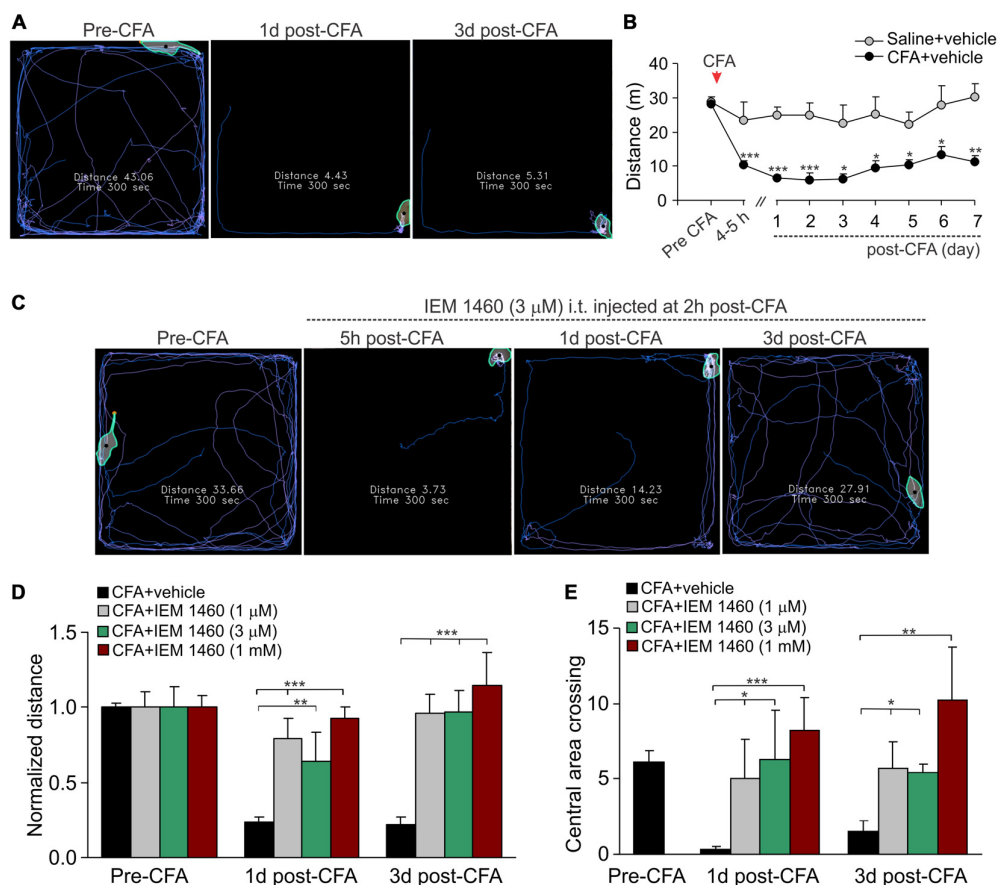 A
Pre-CFA
1d post-CFA
3d post-CFA
Distance 43.06
Time 300 sec
Distance 4.43
Time 300 sec
Distance 5.31
Time 300 sec
B
Saline+vehicle
CFA+vehicle
CFA
Distance (m)
40
30
20
10
0
***
***
***
*
*
*
*
**
Pre CFA
4-5 h
//
1 2 3 4 5 6 7
post-CFA (day)
C
IEM 1460 (3 μM) i.t. injected at 2h post-CFA
Pre-CFA
5h post-CFA
1d post-CFA
3d post-CFA
Distance 33.66
Time 300 sec
Distance 3.73
Time 300 sec
Distance 14.23
Time 300 sec
Distance 27.91
Time 300 sec
D
CFA+vehicle
CFA+IEM 1460 (1 μM)
CFA+IEM 1460 (3 μM)
CFA+IEM 1460 (1 mM)
Normalized distance
1.5
1.0
0.5
0.0
***
**
***
Pre-CFA
1d post-CFA
3d post-CFA
E
CFA+vehicle
CFA+IEM 1460 (1 μM)
CFA+IEM 1460 (3 μM)
CFA+IEM 1460 (1 mM)
Central area crossing
15
10
5
0
***
*
**
*
Pre-CFA
1d post-CFA
3d post-CFA